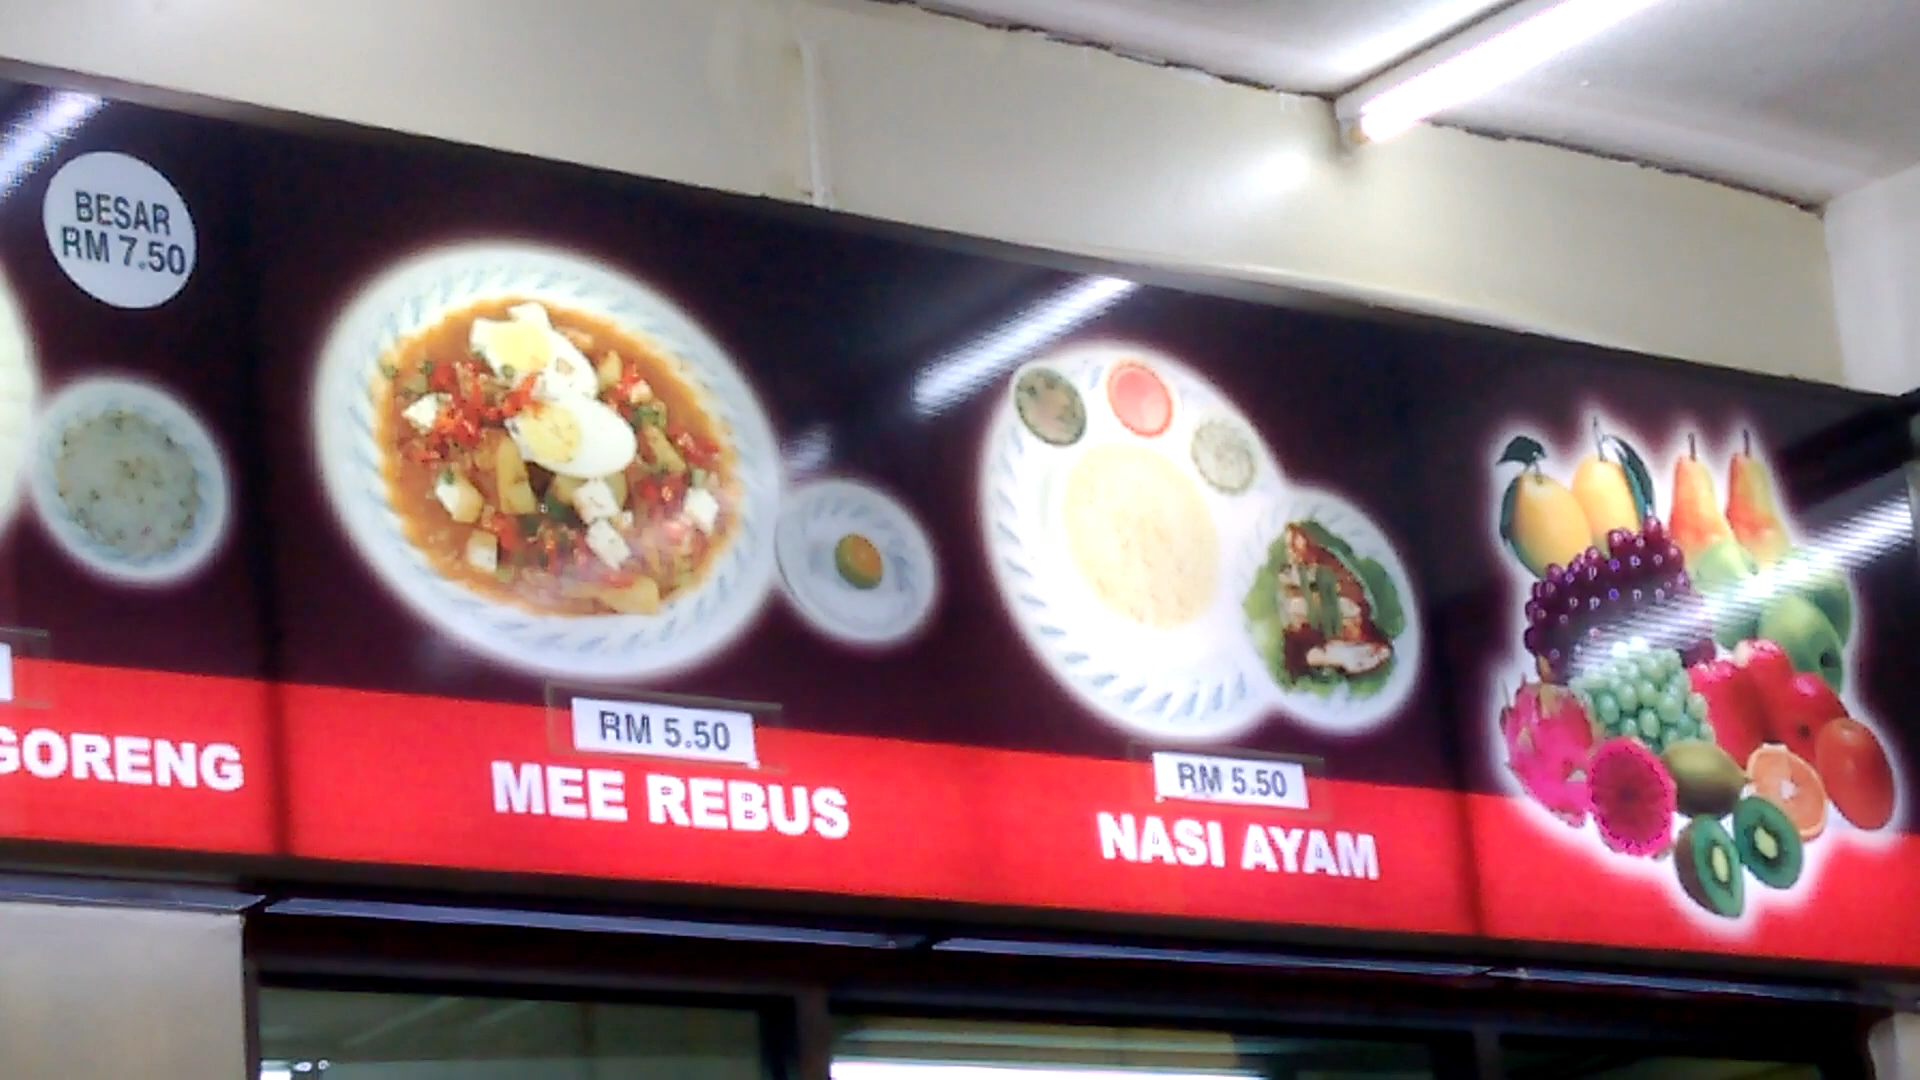 BESAR
RM 7.50
GORENG
RM 5.50
MEE REBUS
RM 5.50
NASI AYAM